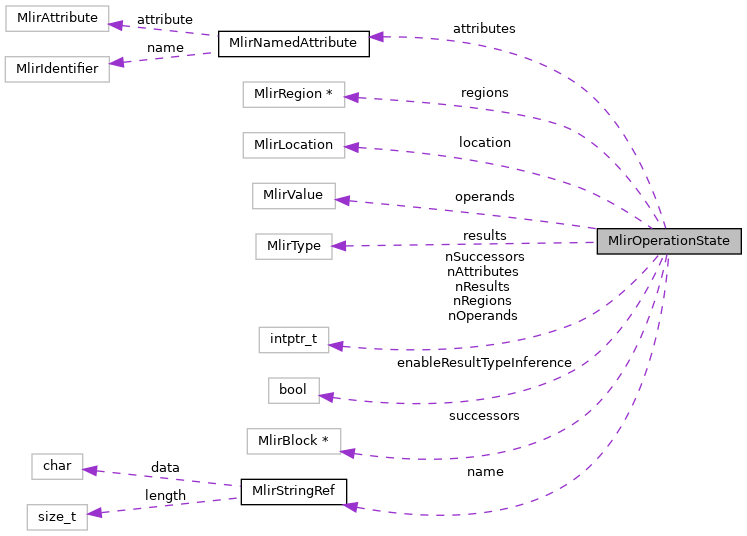 MlirAttribute
attribute
MlirNamedAttribute
attributes
name
MlirIdentifier
MlirRegion *
regions
MlirLocation
location
MlirValue
operands
MlirType
results
MlirOperationState
nSuccessors
nAttributes
nResults
nRegions
nOperands
intptr_t
enableResultTypeInference
bool
successors
MlirBlock *
char
data
name
MlirStringRef
length
size_t